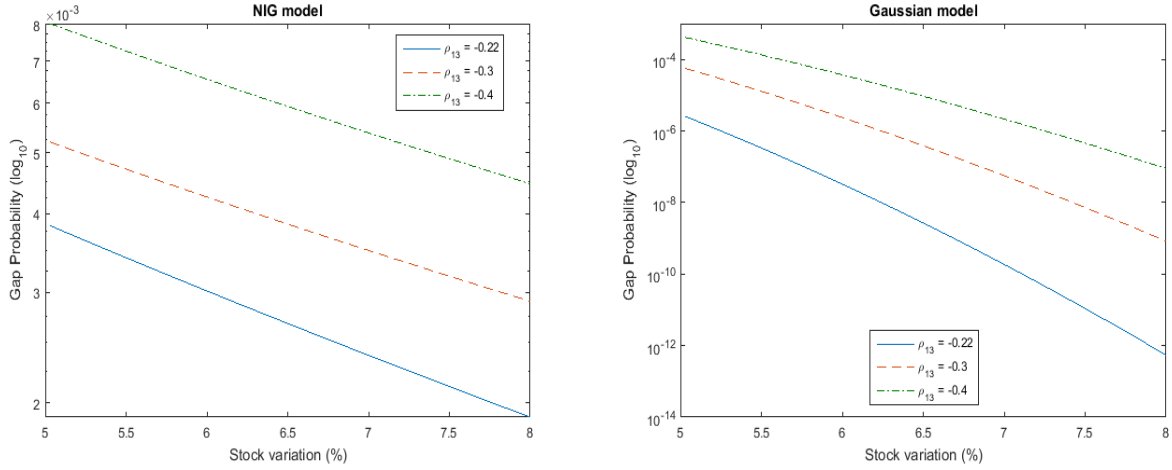 NIG model
×10⁻³
8
7
6
5
4
3
2
Gap Probability (log₁₀)
ρ₁₃ = -0.22
ρ₁₃ = -0.3
ρ₁₃ = -0.4
5 5.5 6 6.5 7 7.5 8
Stock variation (%)
Gaussian model
10⁻⁴
10⁻⁶
10⁻⁸
10⁻¹⁰
10⁻¹²
10⁻¹⁴
Gap Probability (log₁₀)
ρ₁₃ = -0.22
ρ₁₃ = -0.3
ρ₁₃ = -0.4
5 5.5 6 6.5 7 7.5 8
Stock variation (%)